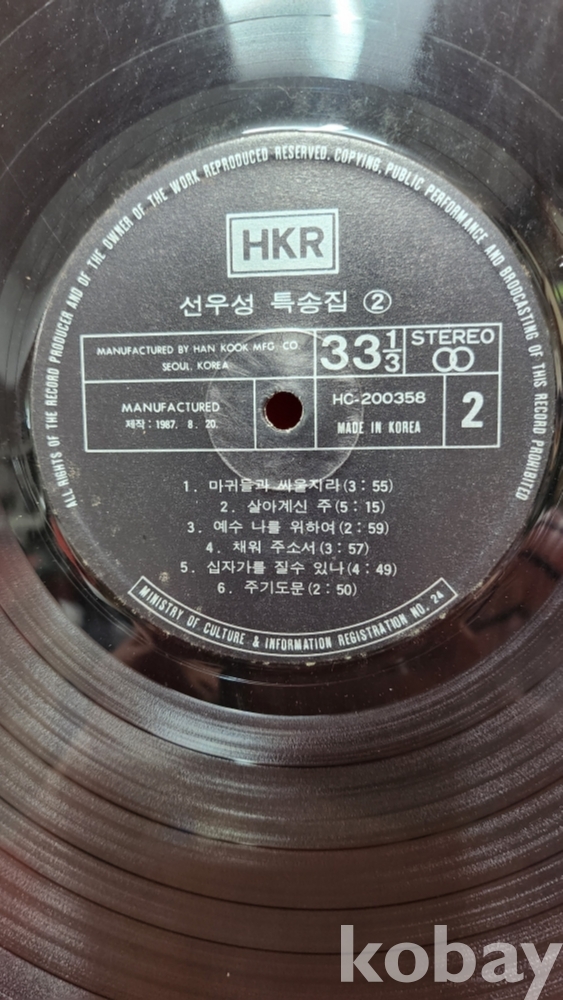 ALL RIGHTS OF THE RECORD PRODUCER AND OF THE OWNER OF THE WORK REPRODUCED RESERVED. COPYING, PUBLIC PERFORMANCE AND BROADCASTING OF THIS RECORD PROHIBITED
HKR
선우성 특송집 ②
MANUFACTURED BY HAN KOOK MFG. CO.
SEOUL, KOREA
33 1/3
STEREO
MANUFACTURED
제작 : 1987. 8. 20.
HC-200358
MADE IN KOREA
2
1. 마귀들과 싸울지라(3 : 55)
2. 살아계신 주(5 : 15)
3. 예수 나를 위하여(2 : 59)
4. 채워 주소서(3 : 57)
5. 십자가를 질수 있나(4 : 49)
6. 주기도문(2 : 50)
MINISTRY OF CULTURE & INFORMATION REGISTRATION NO. 24
kobay